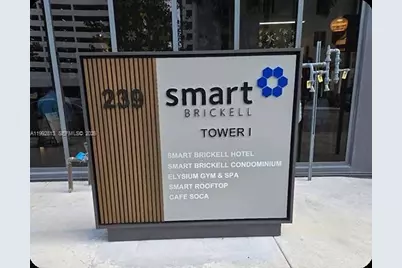 239
smart
BRICKELL
TOWER I
SMART BRICKELL HOTEL
SMART BRICKELL CONDOMINIUM
ELYSIUM GYM & SPA
SMART ROOFTOP
CAFE SOCA